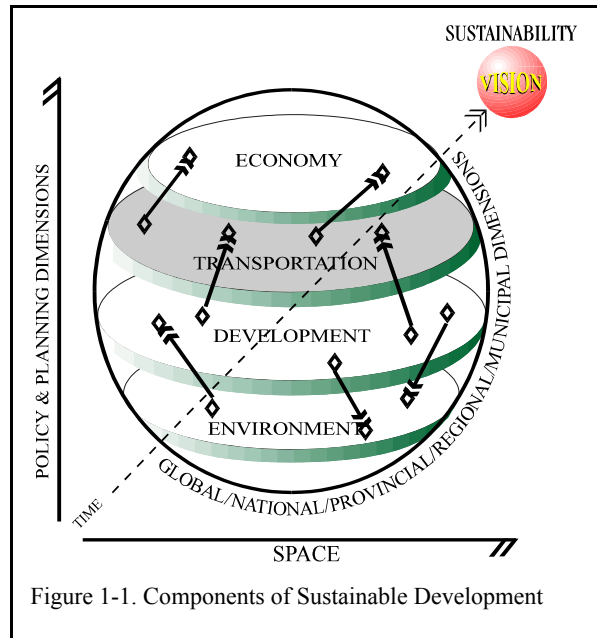 SUSTAINABILITY
VISION
ECONOMY
TRANSPORTATION
DEVELOPMENT
ENVIRONMENT
POLICY & PLANNING DIMENSIONS
GLOBAL/NATIONAL/PROVINCIAL/REGIONAL/MUNICIPAL DIMENSIONS
TIME
SPACE
Figure 1-1. Components of Sustainable Development